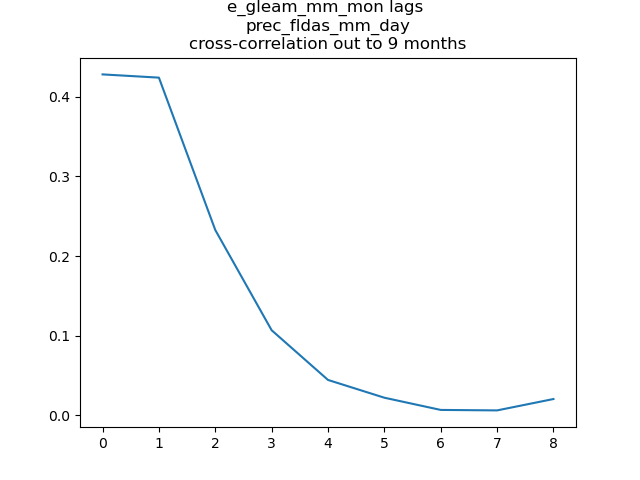 e_gleam_mm_mon lags
prec_fldas_mm_day
cross-correlation out to 9 months
0.4
0.3
0.2
0.1
0.0
0 1 2 3 4 5 6 7 8